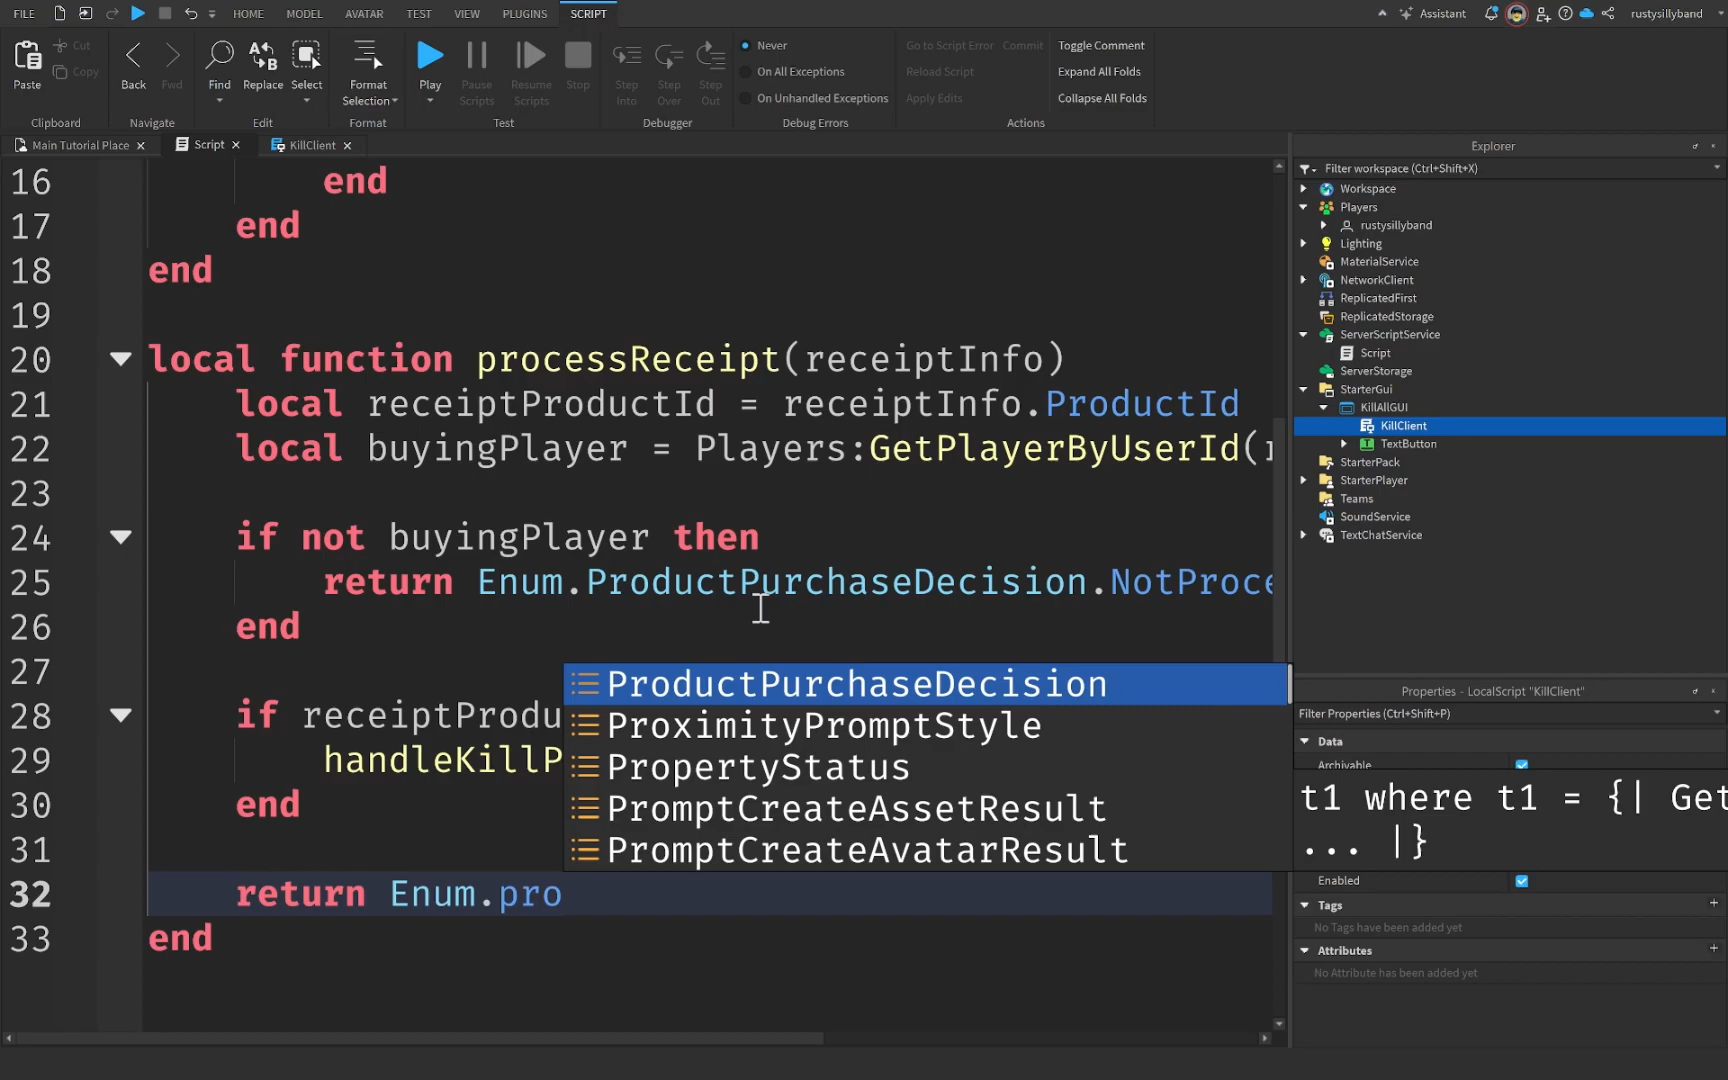 FILE HOME MODEL AVATAR TEST VIEW PLUGINS SCRIPT Assistant rustysillyband
Paste Cut Copy Back Fwd Find Replace Select Format Selection Play Pause Scripts Resume Scripts Stop Step Into Step Over Step Out
Never
On All Exceptions
On Unhandled Exceptions
Go to Script Error Commit
Reload Script
Apply Edits
Toggle Comment
Expand All Folds
Collapse All Folds
Clipboard Navigate Edit Format Test Debugger Debug Errors Actions
Main Tutorial Place Script KillClient
16 end
17 end
18 end
19
20 local function processReceipt(receiptInfo)
21 local receiptProductId = receiptInfo.ProductId
22 local buyingPlayer = Players:GetPlayerByUserId(r
23
24 if not buyingPlayer then
25 return Enum.ProductPurchaseDecision.NotProce
26 end
27
28 if receiptProdu
29 handleKillP
30 end
31
32 return Enum.pro
33 end
ProductPurchaseDecision
ProximityPromptStyle
PropertyStatus
PromptCreateAssetResult
PromptCreateAvatarResult
Explorer
Filter workspace (Ctrl+Shift+X)
Workspace
Players
rustysillyband
Lighting
MaterialService
NetworkClient
ReplicatedFirst
ReplicatedStorage
ServerScriptService
Script
ServerStorage
StarterGui
KillAllGUI
KillClient
TextButton
StarterPack
StarterPlayer
Teams
SoundService
TextChatService
Properties - LocalScript "KillClient"
Filter Properties (Ctrl+Shift+P)
Data
Archivable
t1 where t1 = {| Get
... |}
Enabled
Tags
No Tags have been added yet
Attributes
No Attribute has been added yet